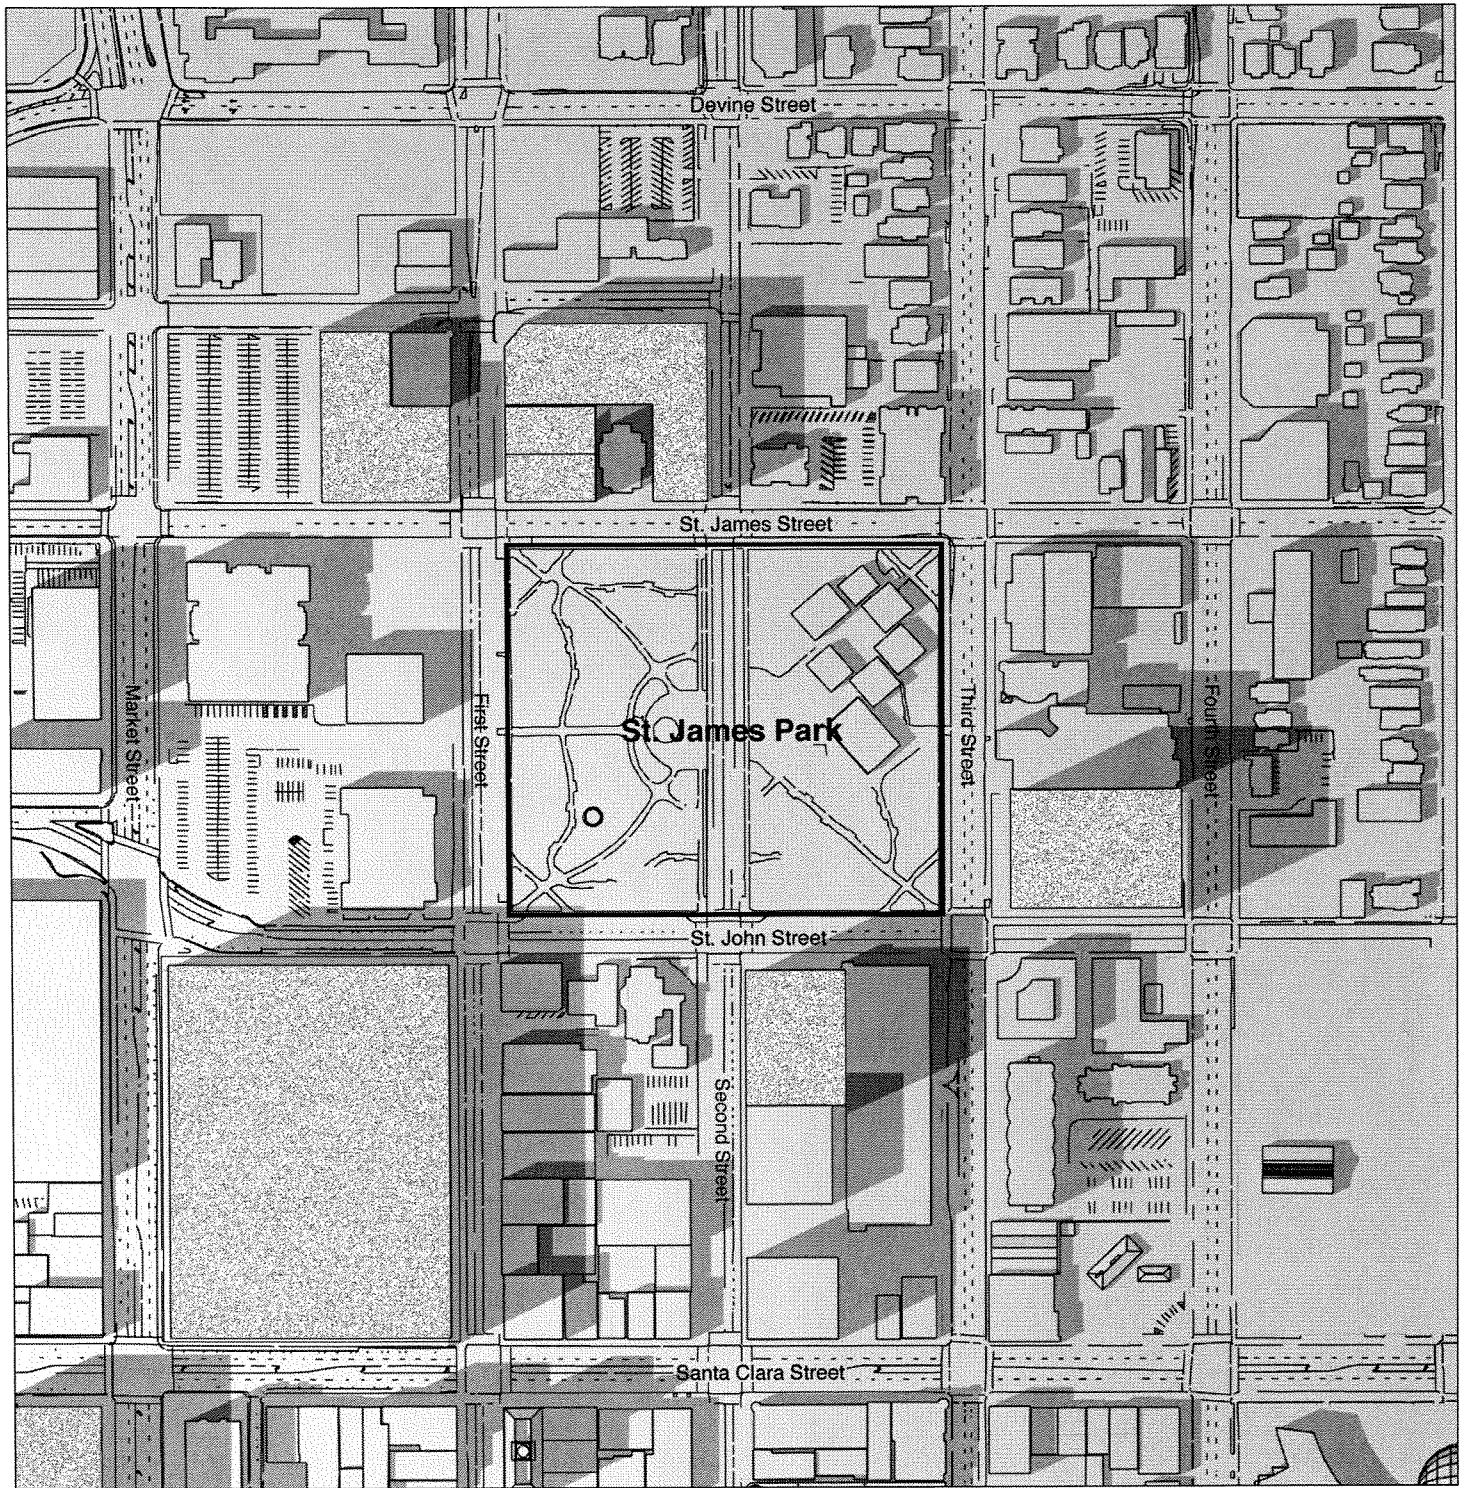 Devine Street
St. James Street
Market Street
First Street
St. James Park
Third Street
Fourth Street
St. John Street
Second Street
Santa Clara Street